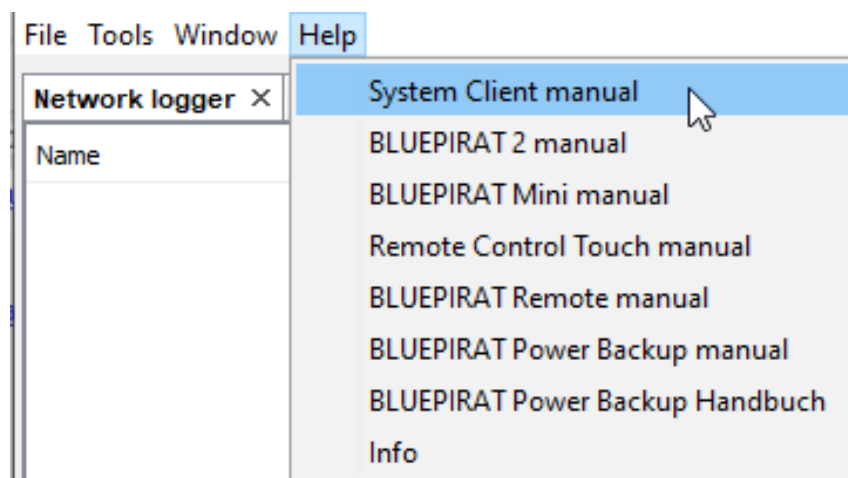 File Tools Window Help
Network logger ×
Name
System Client manual
BLUEPIRAT 2 manual
BLUEPIRAT Mini manual
Remote Control Touch manual
BLUEPIRAT Remote manual
BLUEPIRAT Power Backup manual
BLUEPIRAT Power Backup Handbuch
Info